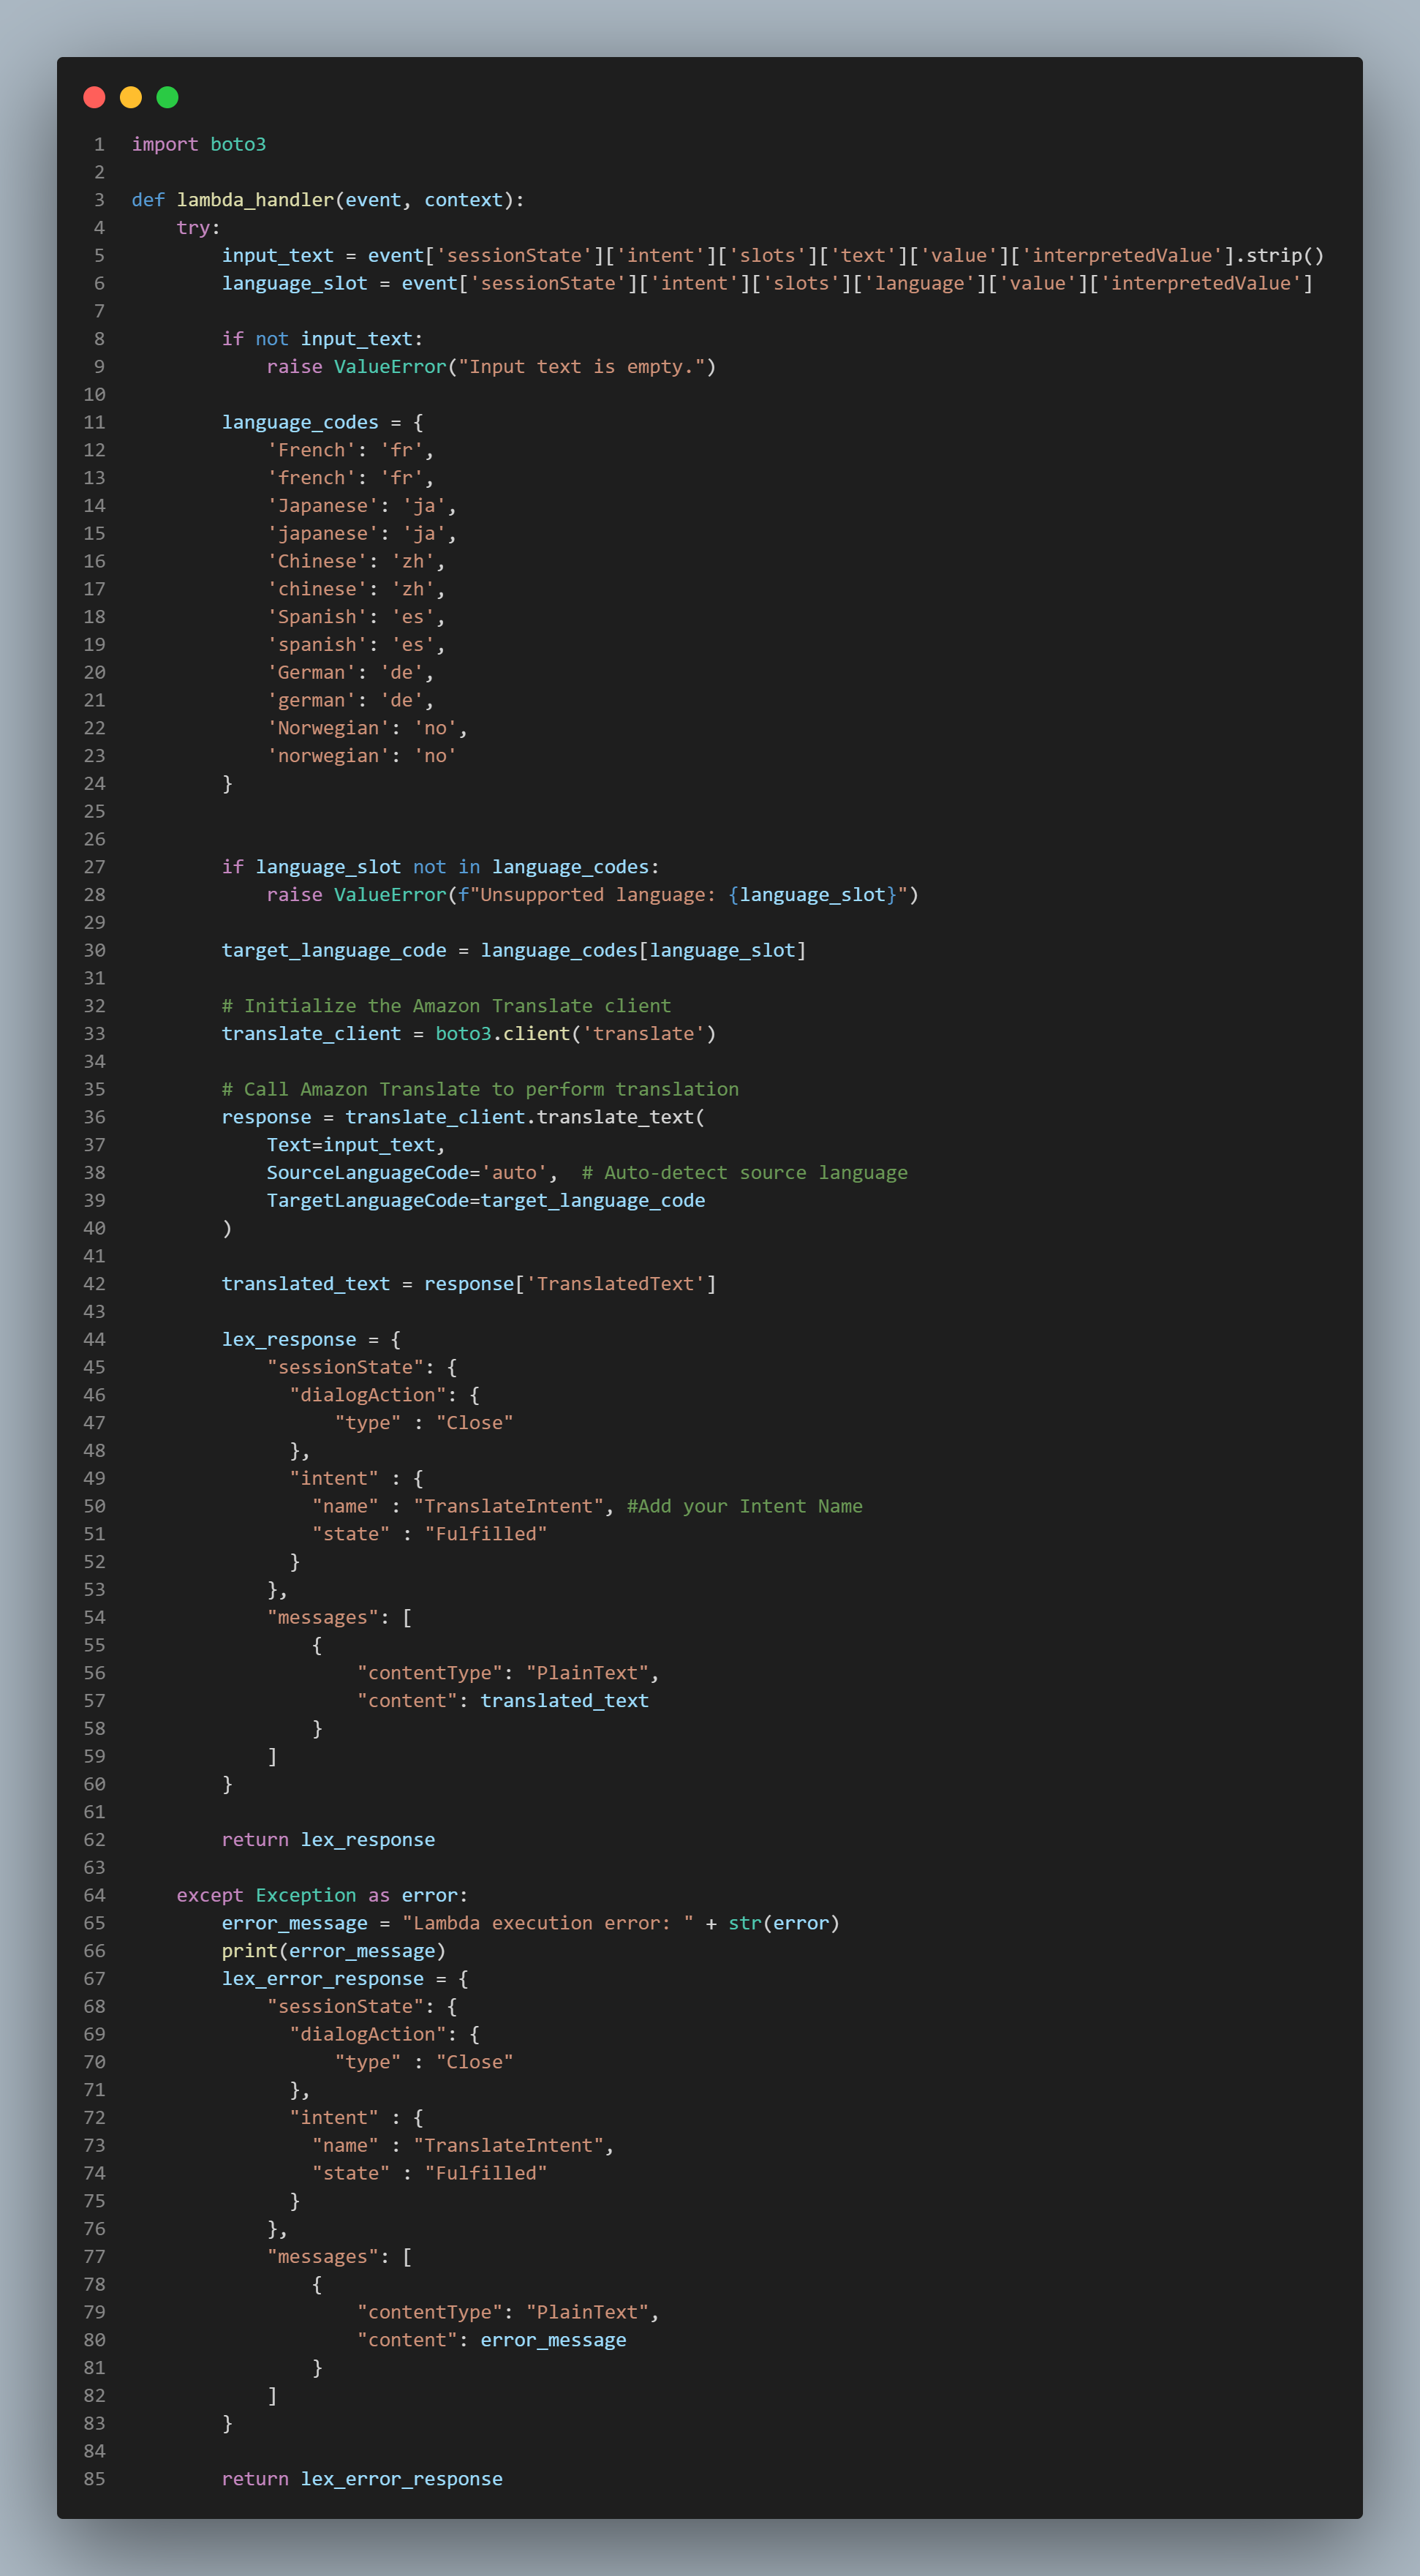 1 import boto3
2
3 def lambda_handler(event, context):
4     try:
5         input_text = event['sessionState']['intent']['slots']['text']['value']['interpretedValue'].strip()
6         language_slot = event['sessionState']['intent']['slots']['language']['value']['interpretedValue']
7
8         if not input_text:
9             raise ValueError("Input text is empty.")
10
11         language_codes = {
12             'French': 'fr',
13             'french': 'fr',
14             'Japanese': 'ja',
15             'japanese': 'ja',
16             'Chinese': 'zh',
17             'chinese': 'zh',
18             'Spanish': 'es',
19             'spanish': 'es',
20             'German': 'de',
21             'german': 'de',
22             'Norwegian': 'no',
23             'norwegian': 'no'
24         }
25
26
27         if language_slot not in language_codes:
28             raise ValueError(f"Unsupported language: {language_slot}")
29
30         target_language_code = language_codes[language_slot]
31
32         # Initialize the Amazon Translate client
33         translate_client = boto3.client('translate')
34
35         # Call Amazon Translate to perform translation
36         response = translate_client.translate_text(
37             Text=input_text,
38             SourceLanguageCode='auto',  # Auto-detect source language
39             TargetLanguageCode=target_language_code
40         )
41
42         translated_text = response['TranslatedText']
43
44         lex_response = {
45             "sessionState": {
46               "dialogAction": {
47                   "type" : "Close"
48               },
49               "intent" : {
50                 "name" : "TranslateIntent", #Add your Intent Name
51                 "state" : "Fulfilled"
52               }
53             },
54             "messages": [
55                 {
56                     "contentType": "PlainText",
57                     "content": translated_text
58                 }
59             ]
60         }
61
62         return lex_response
63
64     except Exception as error:
65         error_message = "Lambda execution error: " + str(error)
66         print(error_message)
67         lex_error_response = {
68             "sessionState": {
69               "dialogAction": {
70                   "type" : "Close"
71               },
72               "intent" : {
73                 "name" : "TranslateIntent",
74                 "state" : "Fulfilled"
75               }
76             },
77             "messages": [
78                 {
79                     "contentType": "PlainText",
80                     "content": error_message
81                 }
82             ]
83         }
84
85         return lex_error_response